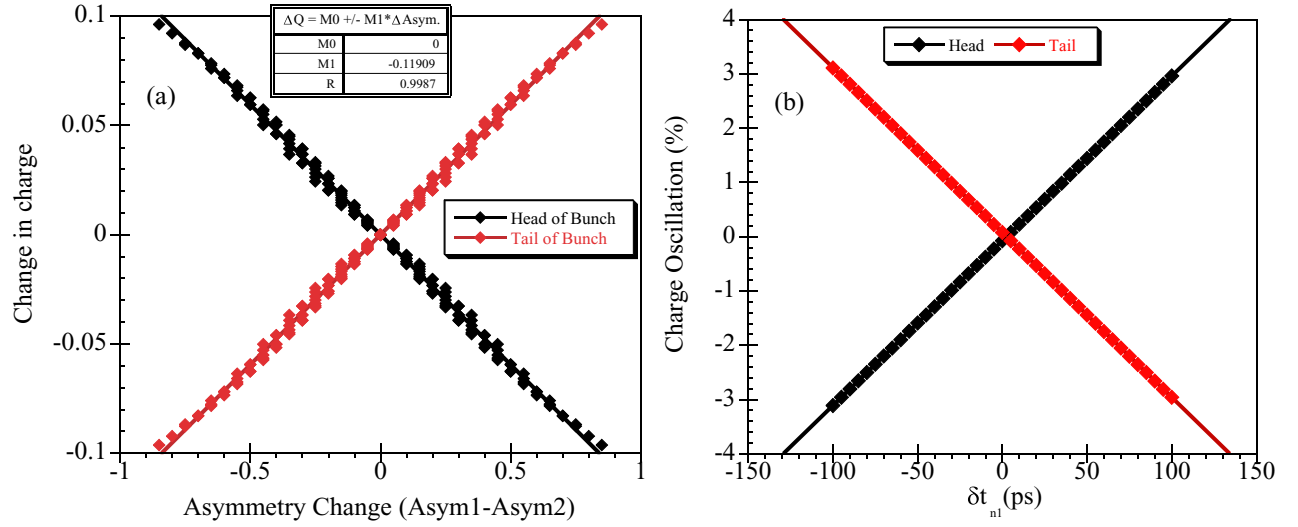 ΔQ = M0 +/- M1*ΔAsym.
M0 0
M1 -0.11909
R 0.9987
(a)
Head of Bunch
Tail of Bunch
Change in charge
0.1
0.05
0
-0.05
-0.1
-1 -0.5 0 0.5 1
Asymmetry Change (Asym1-Asym2)
Head Tail
(b)
Charge Oscillation (%)
4
3
2
1
0
-1
-2
-3
-4
-150 -100 -50 0 50 100 150
δt n1 (ps)